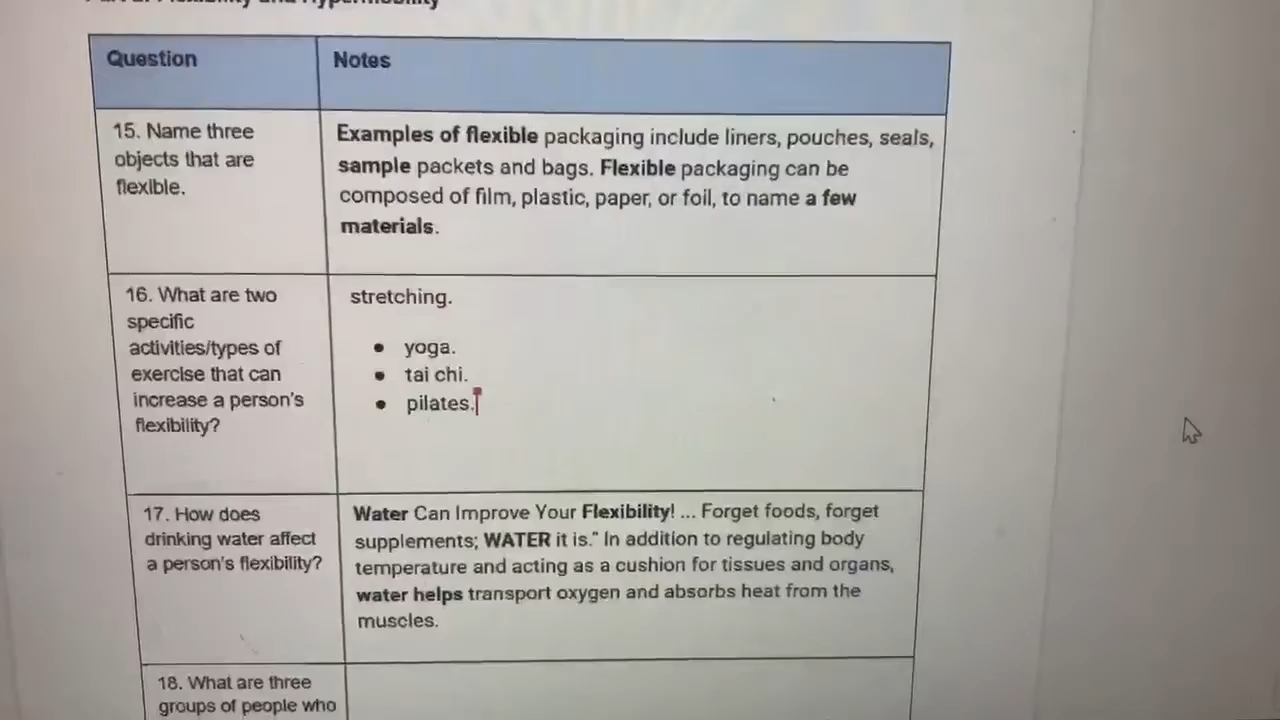 Question
Notes
15. Name three
objects that are
flexible.
Examples of flexible packaging include liners, pouches, seals,
sample packets and bags. Flexible packaging can be
composed of film, plastic, paper, or foil, to name a few
materials.
16. What are two
specific
activities/types of
exercise that can
increase a person's
flexibility?
stretching.
• yoga.
• tai chi.
• pilates.
17. How does
drinking water affect
a person's flexibility?
Water Can Improve Your Flexibility! ... Forget foods, forget
supplements; WATER it is." In addition to regulating body
temperature and acting as a cushion for tissues and organs,
water helps transport oxygen and absorbs heat from the
muscles.
18. What are three
groups of people who